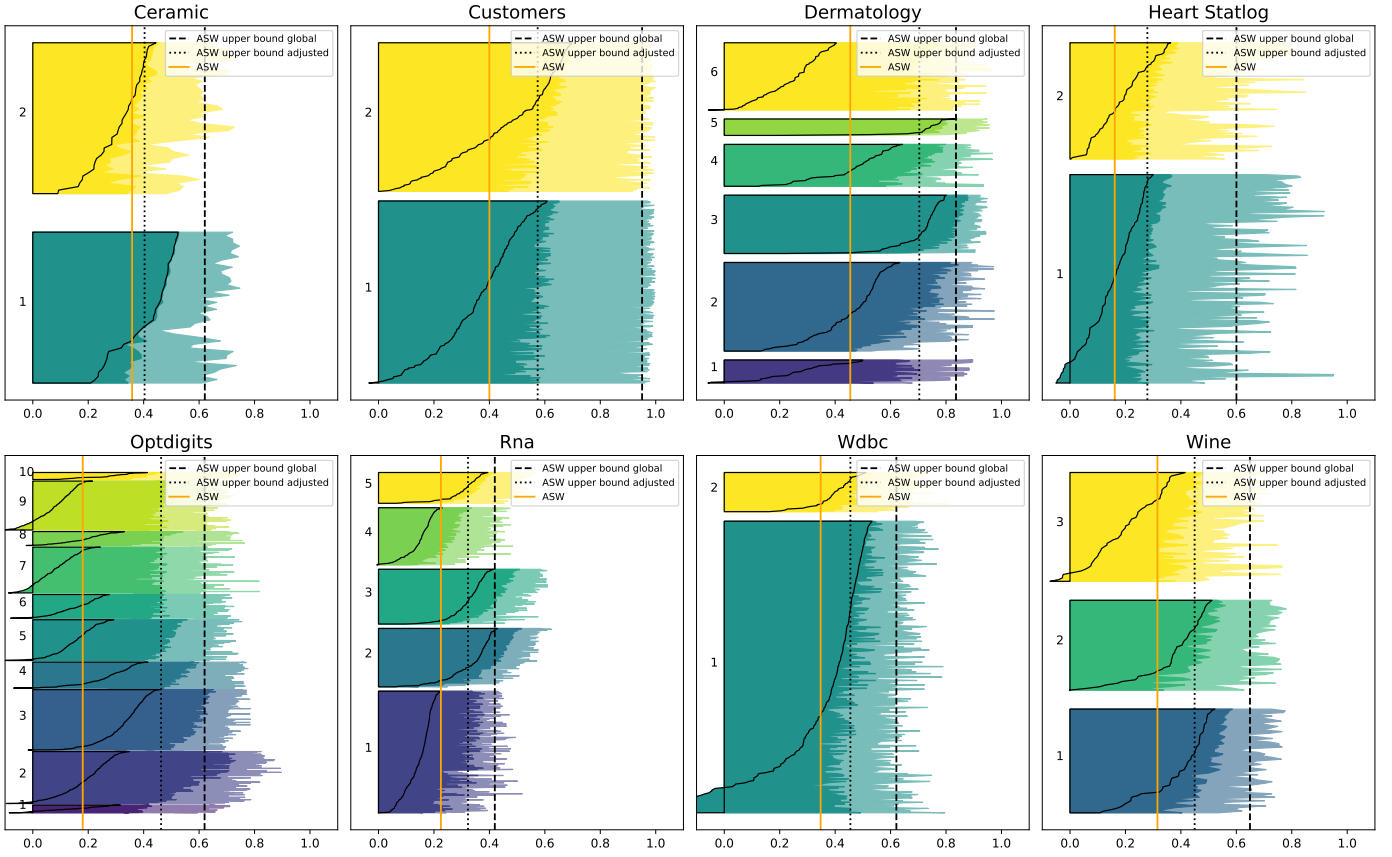 Ceramic
Customers
Dermatology
Heart Statlog
ASW upper bound global
ASW upper bound adjusted
ASW
2
1
0.0 0.2 0.4 0.6 0.8 1.0
ASW upper bound global
ASW upper bound adjusted
ASW
2
1
0.0 0.2 0.4 0.6 0.8 1.0
ASW upper bound global
ASW upper bound adjusted
ASW
6
5
4
3
2
1
0.0 0.2 0.4 0.6 0.8 1.0
ASW upper bound global
ASW upper bound adjusted
ASW
2
1
0.0 0.2 0.4 0.6 0.8 1.0
Optdigits
Rna
Wdbc
Wine
ASW upper bound global
ASW upper bound adjusted
ASW
10
9
8
7
6
5
4
3
2
1
0.0 0.2 0.4 0.6 0.8 1.0
ASW upper bound global
ASW upper bound adjusted
ASW
5
4
3
2
1
0.0 0.2 0.4 0.6 0.8 1.0
ASW upper bound global
ASW upper bound adjusted
ASW
2
1
0.0 0.2 0.4 0.6 0.8 1.0
ASW upper bound global
ASW upper bound adjusted
ASW
3
2
1
0.0 0.2 0.4 0.6 0.8 1.0